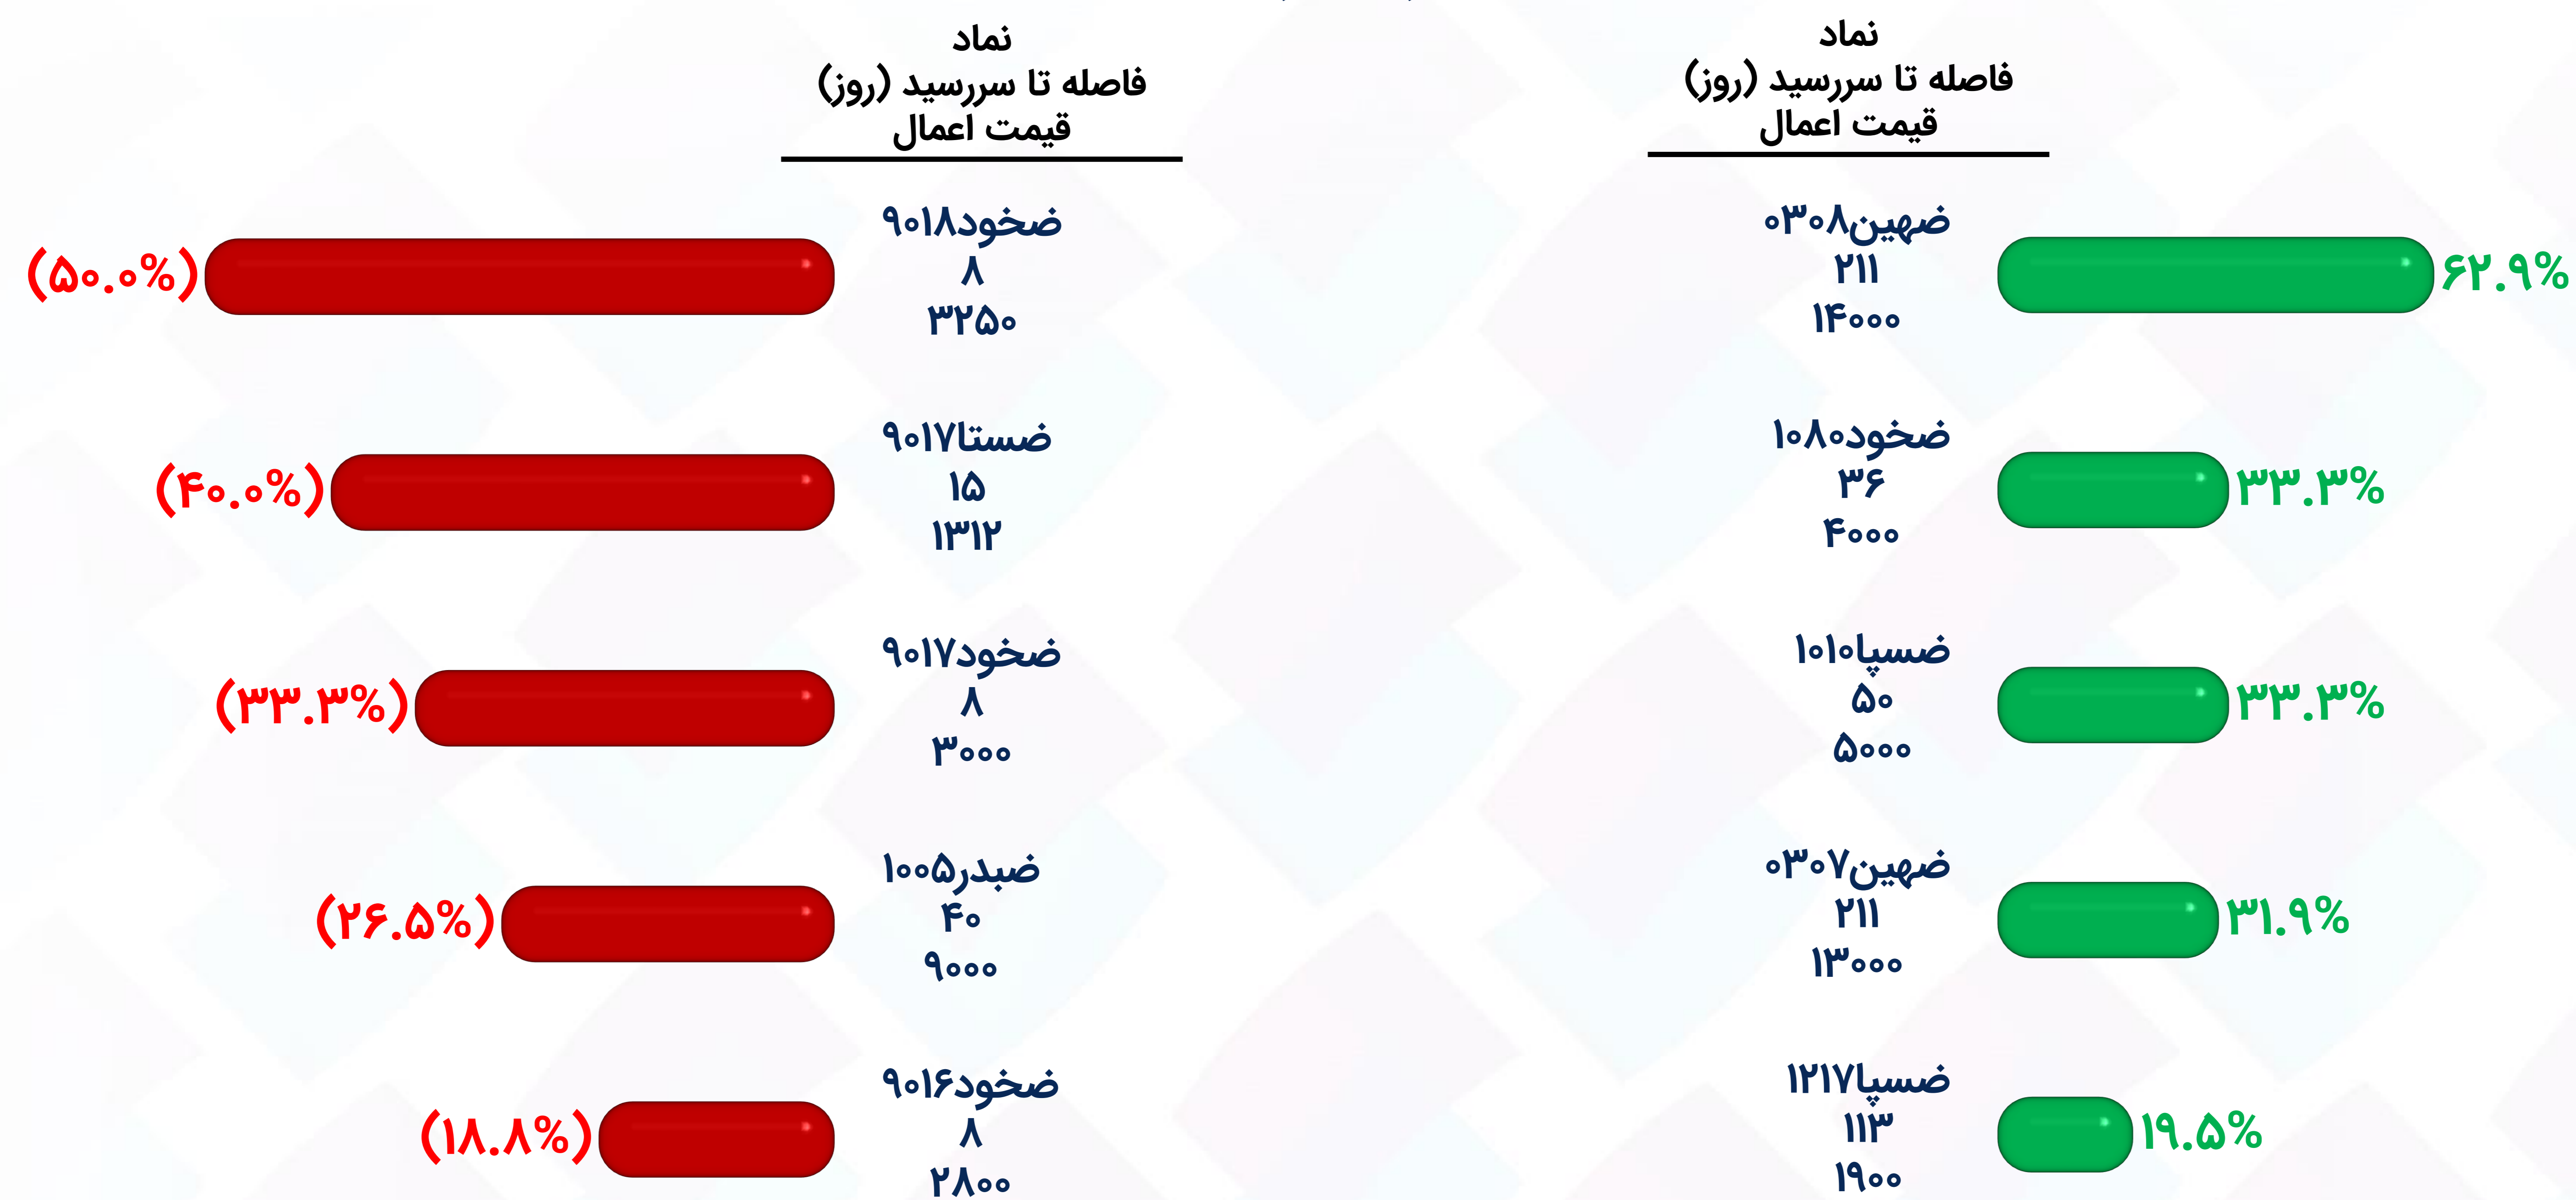 نماد
فاصله تا سررسید (روز)
قیمت اعمال
ضهین۰۳۰۸
۲۱۱
۱۴۰۰۰
۶۲.۹%
ضخود۱۰۸۰
۳۶
۴۰۰۰
۳۳.۳%
ضسپا۱۰۱۰
۵۰
۵۰۰۰
۳۳.۳%
ضهین۰۳۰۷
۲۱۱
۱۳۰۰۰
۳۱.۹%
ضسپا۱۲۱۷
۱۱۳
۱۹۰۰
۱۹.۵%
نماد
فاصله تا سررسید (روز)
قیمت اعمال
ضخود۹۰۱۸
۸
۳۲۵۰
(۵۰.۰%)
ضستا۹۰۱۷
۱۵
۱۳۱۲
(۴۰.۰%)
ضخود۹۰۱۷
۸
۳۰۰۰
(۳۳.۳%)
ضبدر۱۰۰۵
۴۰
۹۰۰۰
(۲۶.۵%)
ضخود۹۰۱۶
۸
۲۸۰۰
(۱۸.۸%)